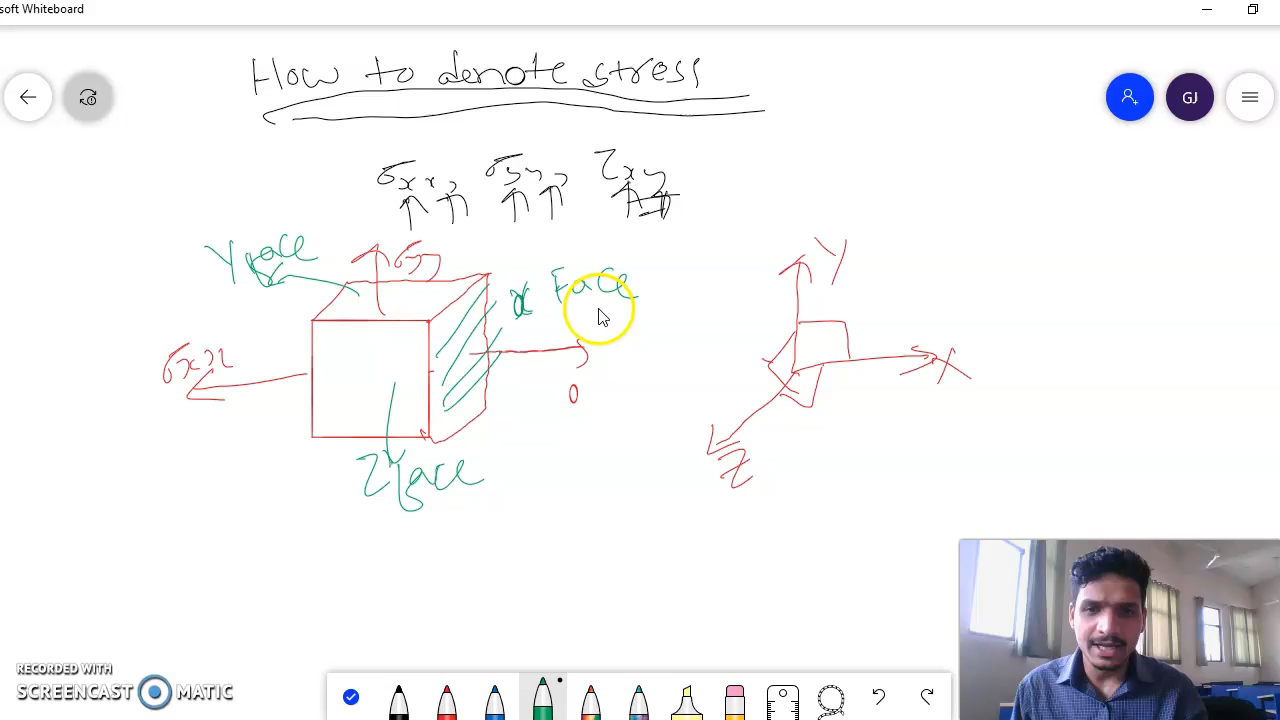 soft Whiteboard
How to denote stress
σxx, σyy, τxy
Y Face
σyy
x Face
Y
σxx
X
Z face
Z
GJ
RECORDED WITH
SCREENCAST MATIC